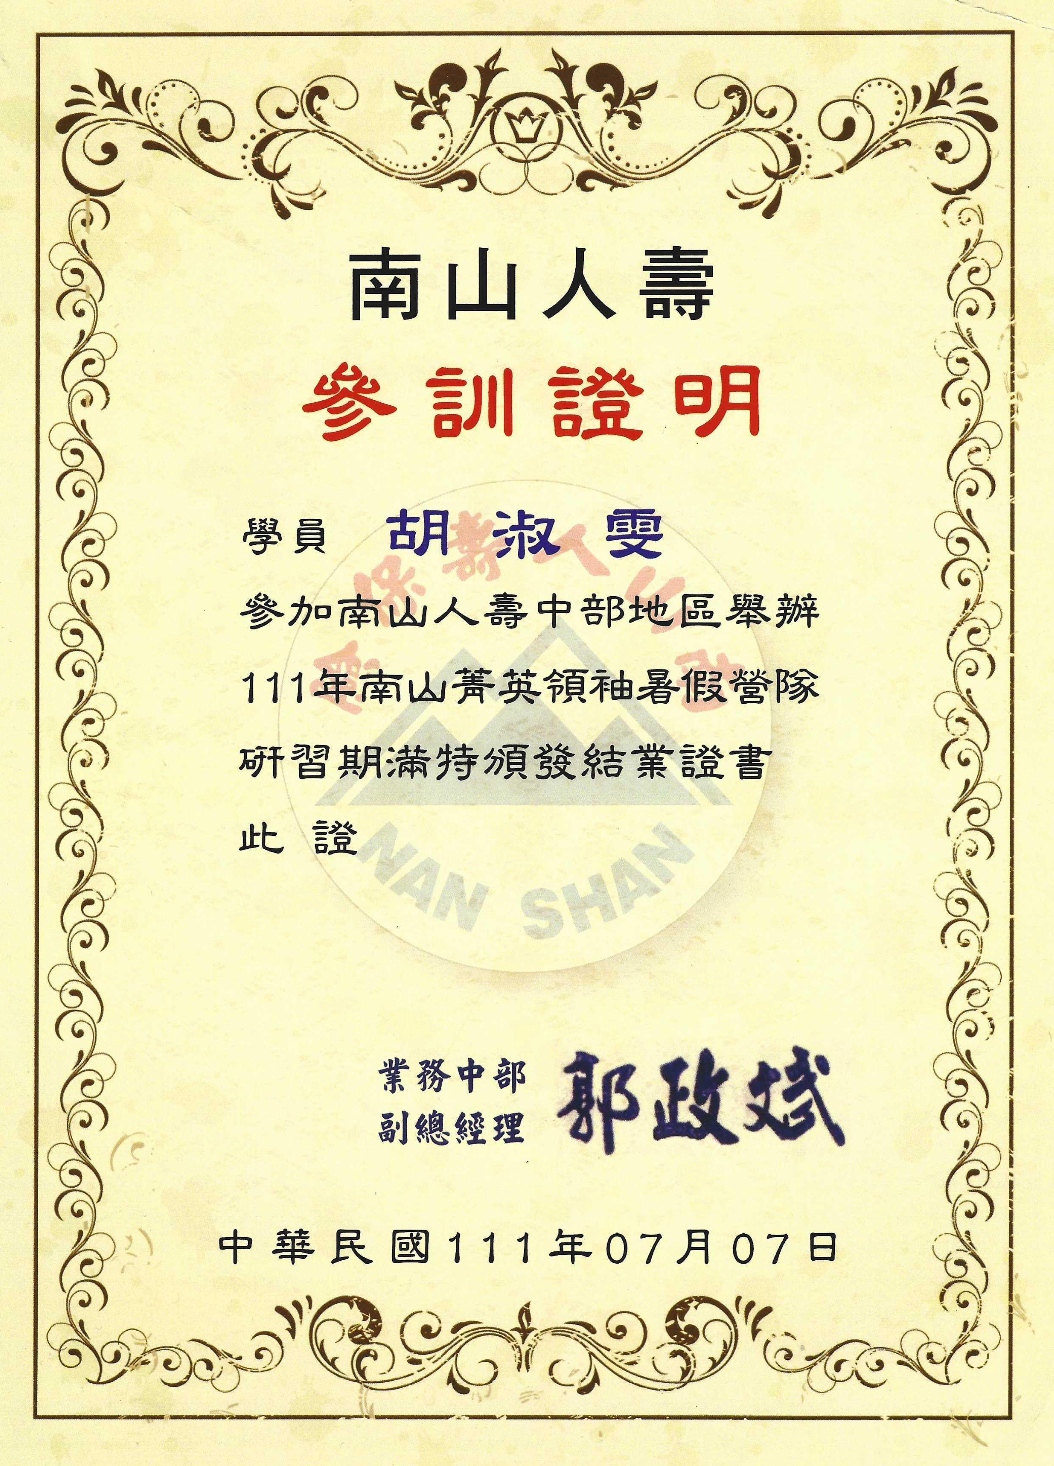 南山人壽
參訓證明
學員 胡淑雯
參加南山人壽中部地區舉辦
111年南山菁英領袖暑假營隊
研習期滿特頒發結業證書
此 證
NAN SHAN
業務中部
副總經理 郭政斌
中華民國111年07月07日